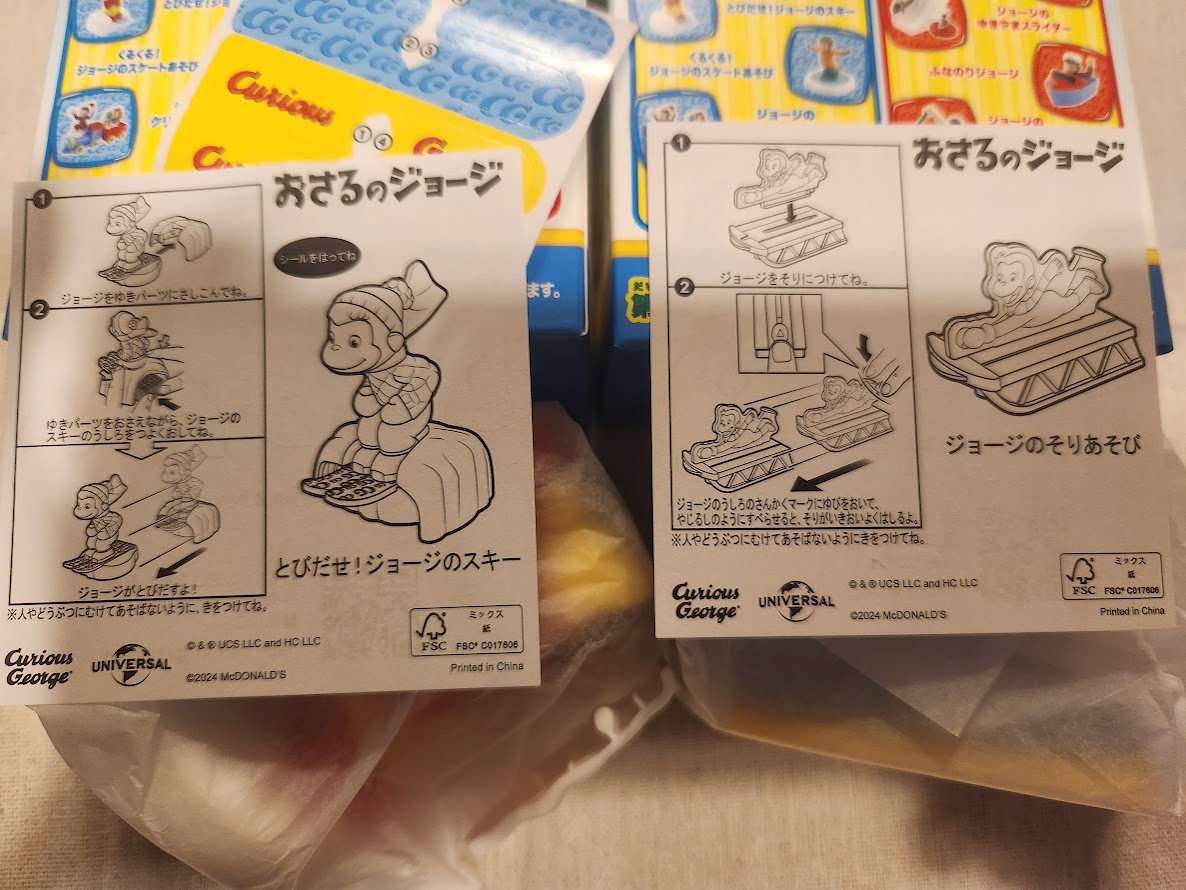 とびだせ！ジョ
くるくる！
ジョージのスケートあそび
②③
Curious
①④
とびだせ！ジョージのスキー
くるくる！
ジョージのスケートあそび
ジョージの
ジョージの
ゆきやまスライダー
ふなのりジョージ
ジョージの
ます。
おさるのジョージ
1
ジョージをゆきパーツにさしこんでね。
2
ゆきパーツをおさえながら、ジョージの
スキーのうしろをつよくおしてね。
ジョージがとびだすよ！
※人やどうぶつにむけてあそばないように、きをつけてね。
シールをはってね
とびだせ！ジョージのスキー
Curious
George®
UNIVERSAL
© & ® UCS LLC and HC LLC
©2024 McDONALD'S
FSC
ミックス
紙
FSC® C017606
Printed in China
おさるのジョージ
1
ジョージをそりにつけてね。
2
ジョージのうしろのさんかくマークにゆびをおいて、
やじるしのようにすべらせると、そりがいきおいよくはしるよ。
※人やどうぶつにむけてあそばないようにきをつけてね。
ジョージのそりあそび
Curious
George®
UNIVERSAL
© & ® UCS LLC and HC LLC
©2024 McDONALD'S
FSC
ミックス
紙
FSC® C017606
Printed in China